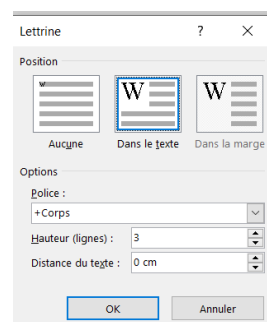 Lettrine ? ×
Position
W W W
Aucune Dans le texte Dans la marge
Options
Police :
+Corps
Hauteur (lignes) : 3
Distance du texte : 0 cm
OK Annuler